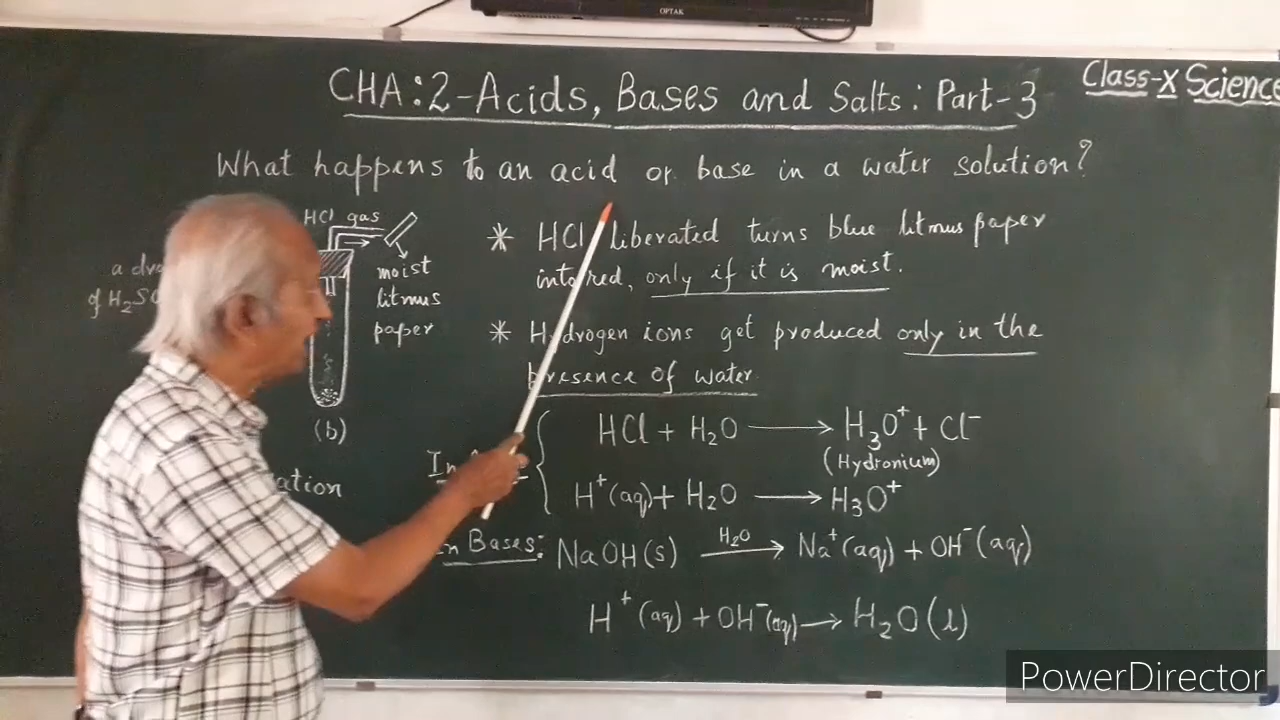 OPTAK
CHA:2-Acids, Bases and Salts: Part-3
Class-X Science
What happens to an acid or base in a water solution?
HCl gas
moist
litmus
paper
a
of H₂
(b)
* HCl liberated turns blue litmus paper
into red, only if it is moist.
* Hydrogen ions get produced only in the
presence of water.
HCl + H₂O ⟶ H₃O⁺ + Cl⁻
(Hydronium)
H⁺(aq) + H₂O ⟶ H₃O⁺
In Bases: NaOH(s) H₂O⟶ Na⁺(aq) + OH⁻(aq)
H⁺(aq) + OH⁻(aq) ⟶ H₂O(l)
PowerDirector